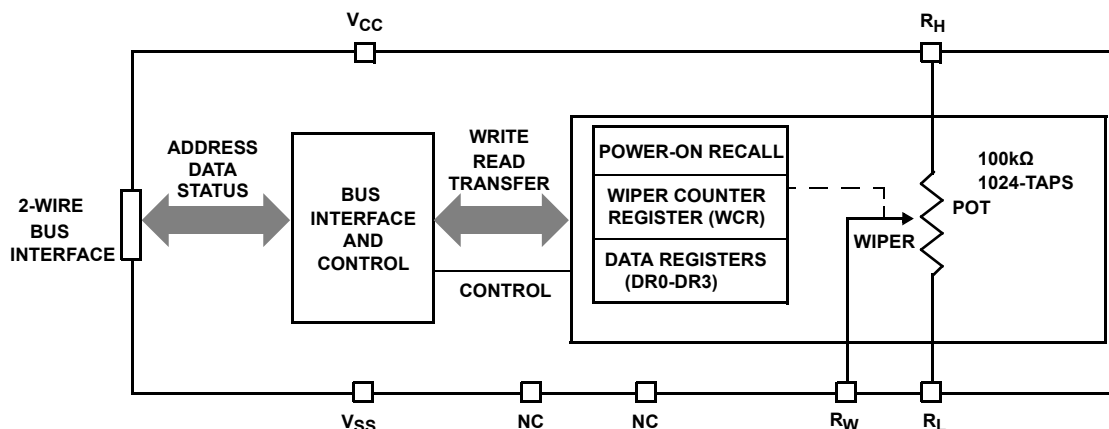 VCC
RH
ADDRESS
DATA
STATUS
2-WIRE
BUS
INTERFACE
BUS
INTERFACE
AND
CONTROL
WRITE
READ
TRANSFER
CONTROL
POWER-ON RECALL
WIPER COUNTER
REGISTER (WCR)
DATA REGISTERS
(DR0-DR3)
100kΩ
1024-TAPS
POT
WIPER
VSS
NC
NC
RW
RL